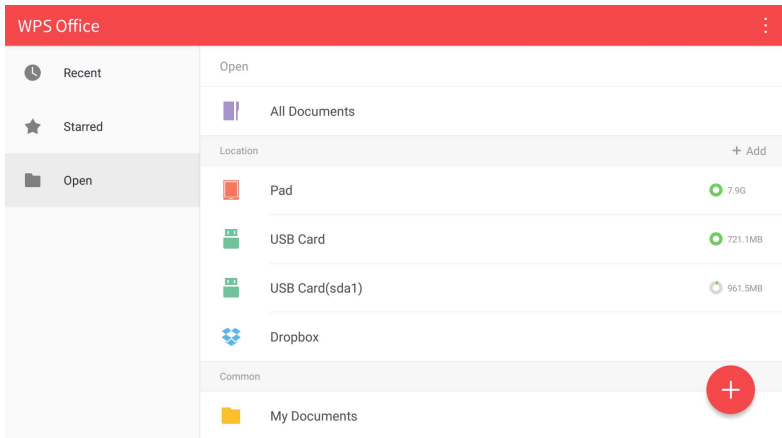 WPS Office
Recent
Starred
Open
Open
All Documents
Location + Add
Pad 7.9G
USB Card 721.1MB
USB Card(sda1) 961.5MB
Dropbox
Common
My Documents